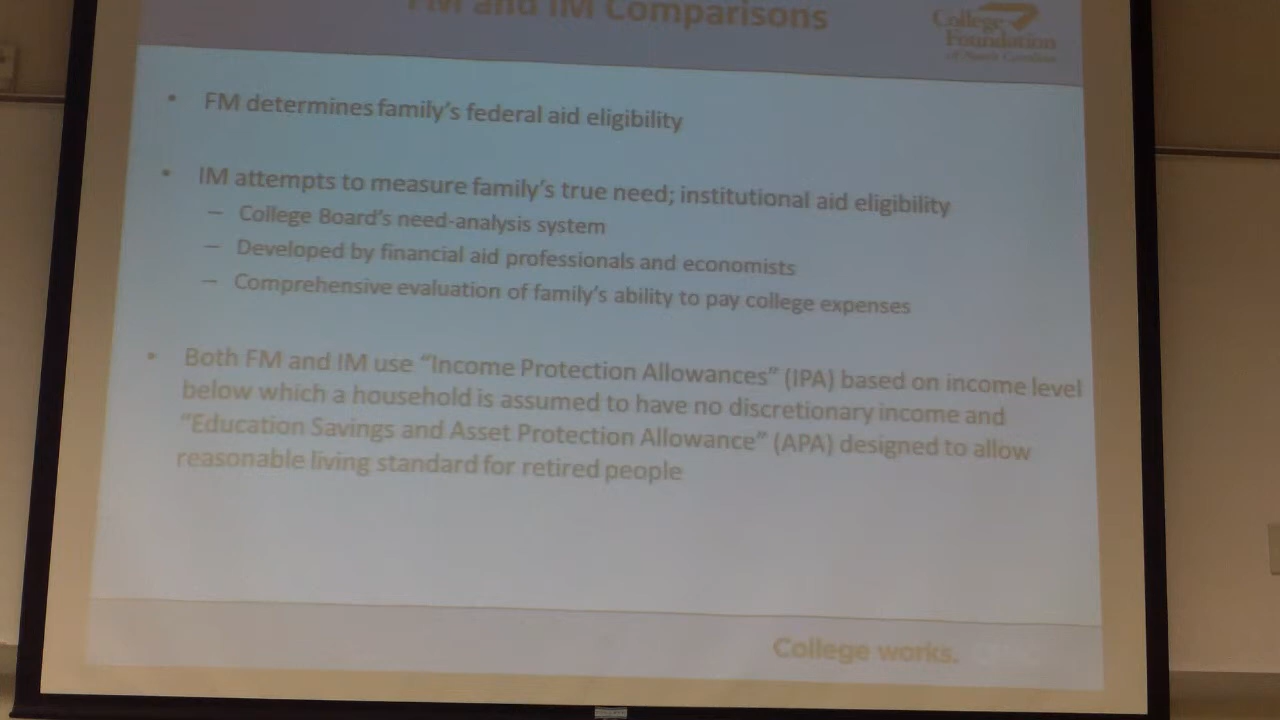 FM and IM Comparisons
College
Foundation
of North Carolina
• FM determines family's federal aid eligibility
• IM attempts to measure family's true need; institutional aid eligibility
– College Board's need-analysis system
– Developed by financial aid professionals and economists
– Comprehensive evaluation of family's ability to pay college expenses
• Both FM and IM use “Income Protection Allowances” (IPA) based on income level
below which a household is assumed to have no discretionary income and
“Education Savings and Asset Protection Allowance” (APA) designed to allow
reasonable living standard for retired people
College works.